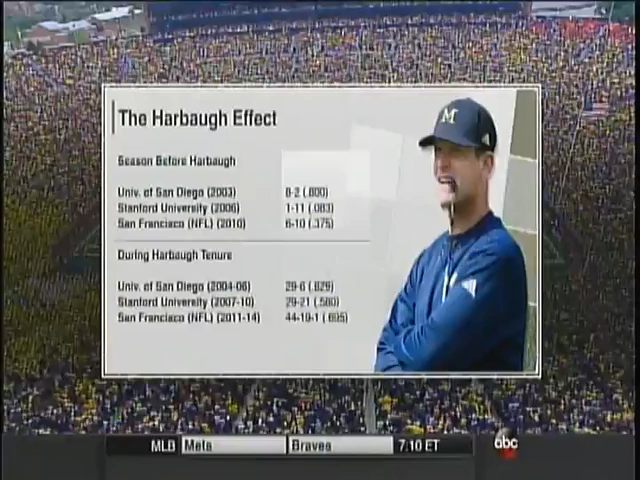 The Harbaugh Effect
Season Before Harbaugh
Univ. of San Diego (2003) 8-2 (.800)
Stanford University (2006) 1-11 (.083)
San Francisco (NFL) (2010) 6-10 (.375)
During Harbaugh Tenure
Univ. of San Diego (2004-06) 29-6 (.829)
Stanford University (2007-10) 29-21 (.580)
San Francisco (NFL) (2011-14) 44-19-1 (.695)
M
MLB Mets Braves 7:10 ET abc